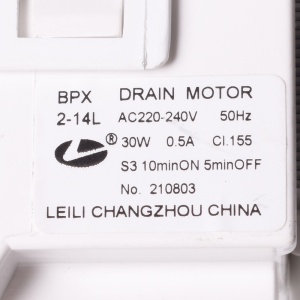 BPX DRAIN MOTOR
2-14L AC220-240V 50Hz
® 30W 0.5A Cl.155
S3 10minON 5minOFF
No. 210803
LEILI CHANGZHOU CHINA